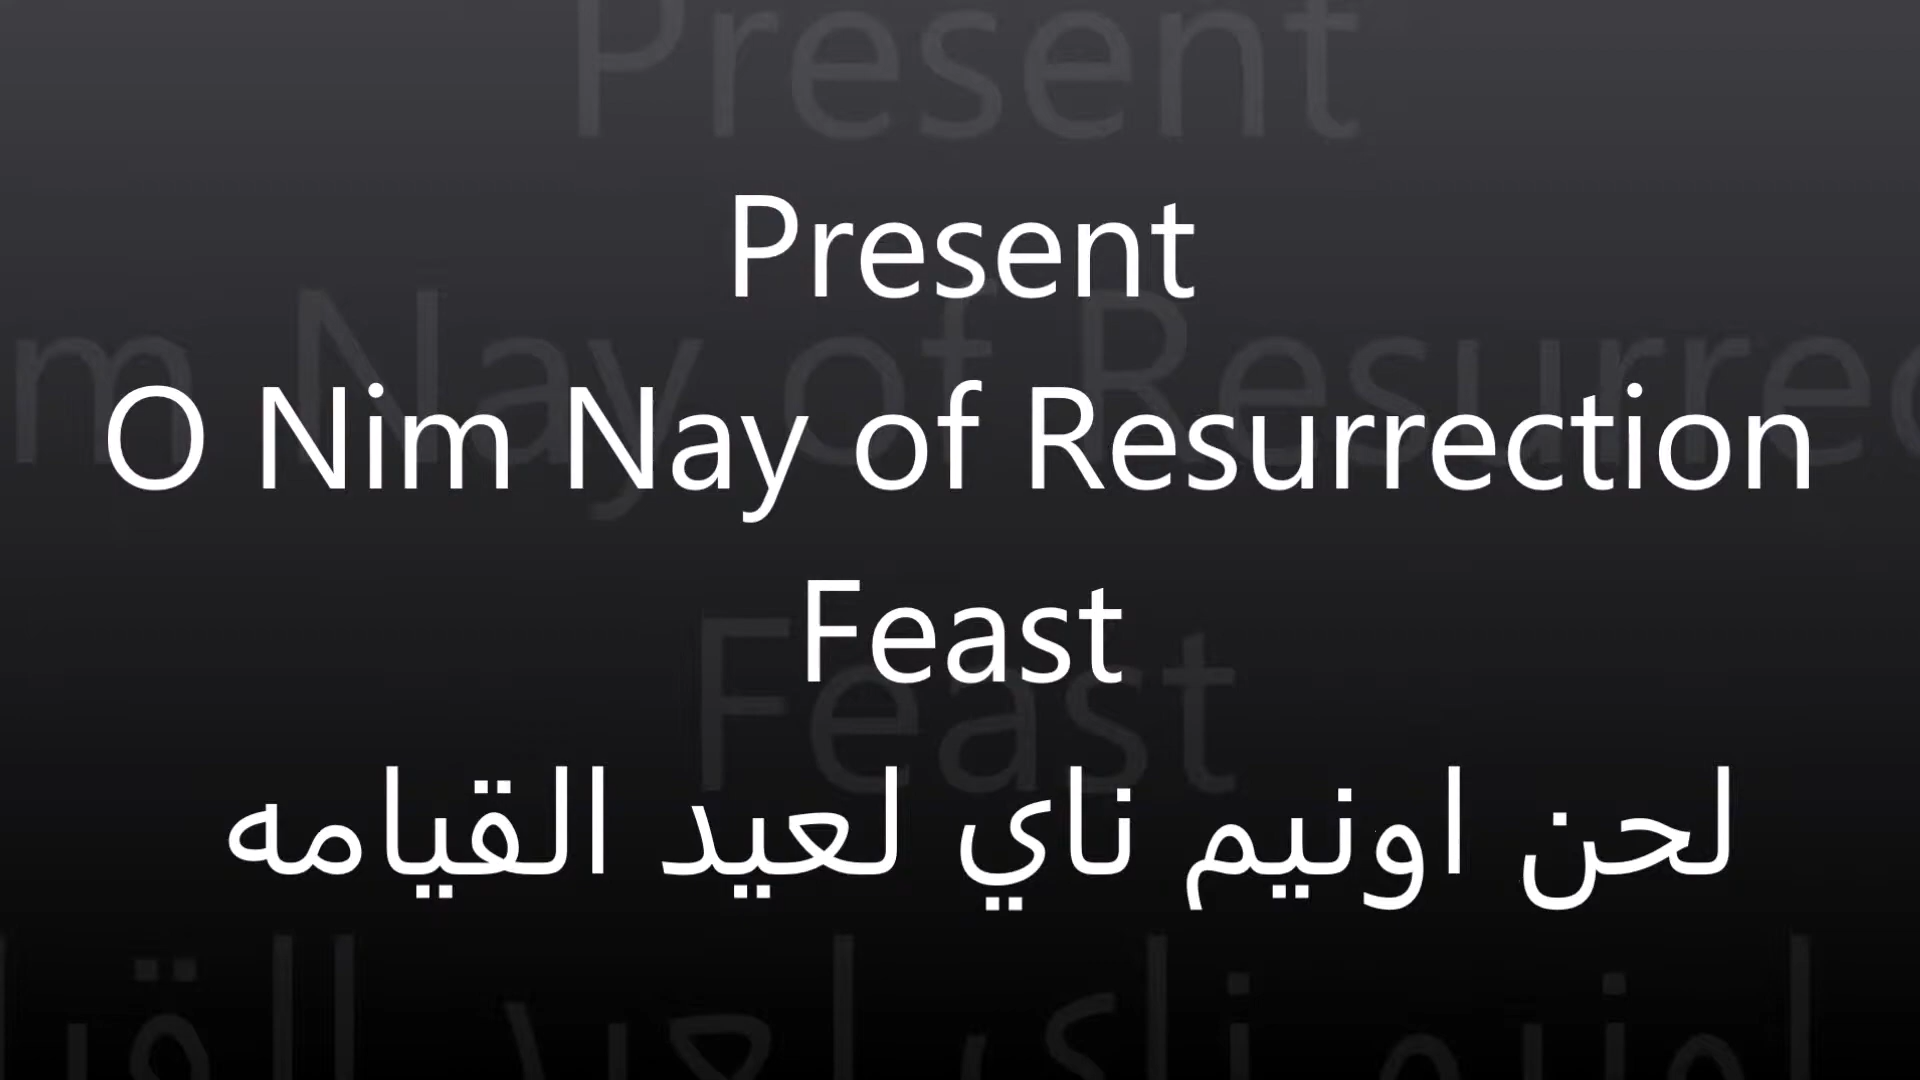 Present
O Nim Nay of Resurrection
Feast
لحن اونيم ناي لعيد القيامه